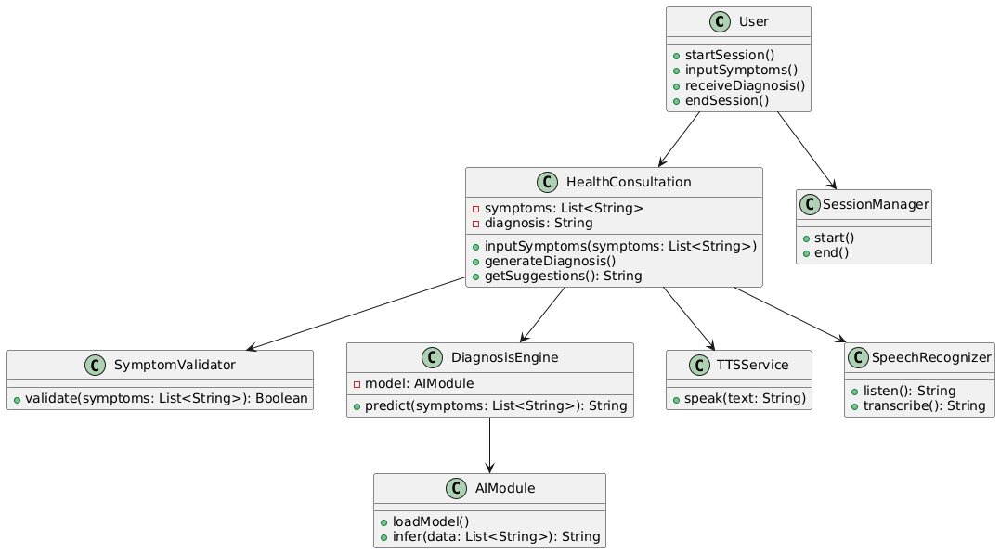 C User
startSession()
inputSymptoms()
receiveDiagnosis()
endSession()
C HealthConsultation
symptoms: List<String>
diagnosis: String
inputSymptoms(symptoms: List<String>)
generateDiagnosis()
getSuggestions(): String
C SessionManager
start()
end()
C SymptomValidator
validate(symptoms: List<String>): Boolean
C DiagnosisEngine
model: AIModule
predict(symptoms: List<String>): String
C TTSService
speak(text: String)
C SpeechRecognizer
listen(): String
transcribe(): String
C AIModule
loadModel()
infer(data: List<String>): String